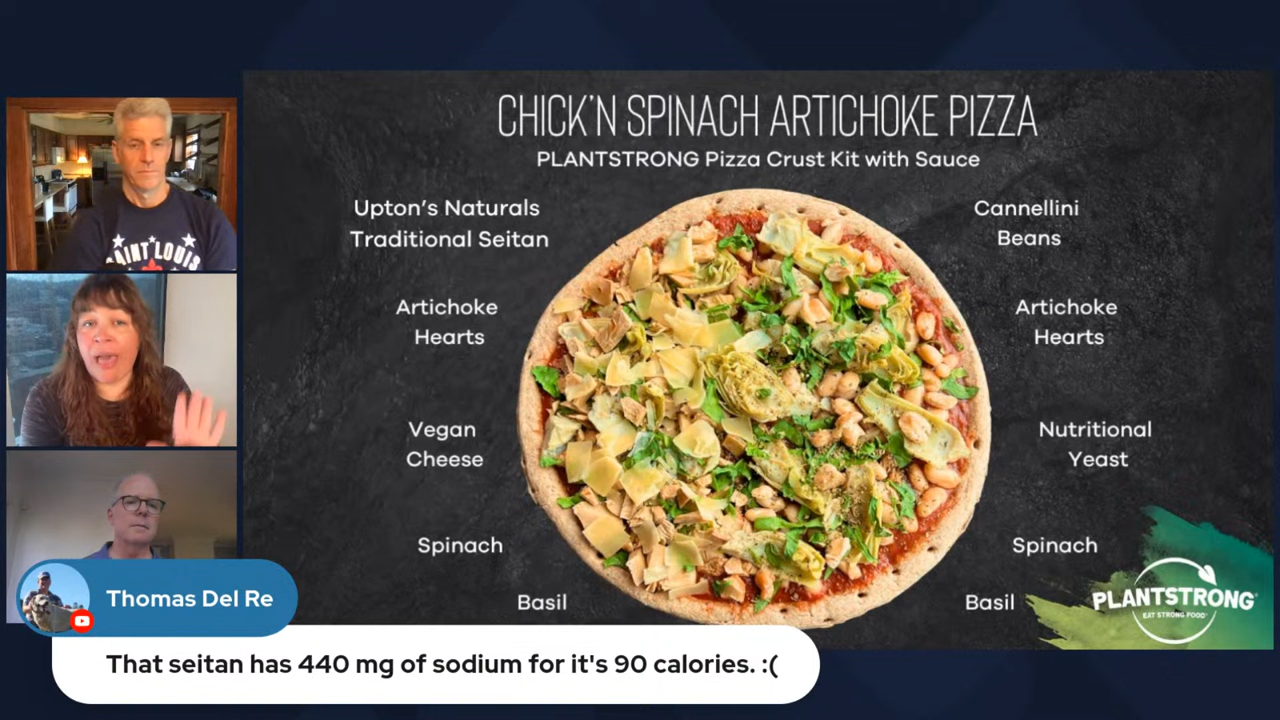 CHICK'N SPINACH ARTICHOKE PIZZA
PLANTSTRONG Pizza Crust Kit with Sauce
Upton's Naturals
Traditional Seitan
Artichoke
Hearts
Vegan
Cheese
Spinach
Basil
Cannellini
Beans
Artichoke
Hearts
Nutritional
Yeast
Spinach
Basil
PLANTSTRONG
EAT STRONG FOOD
SAINT LOUIS
Thomas Del Re
That seitan has 440 mg of sodium for it's 90 calories. :(